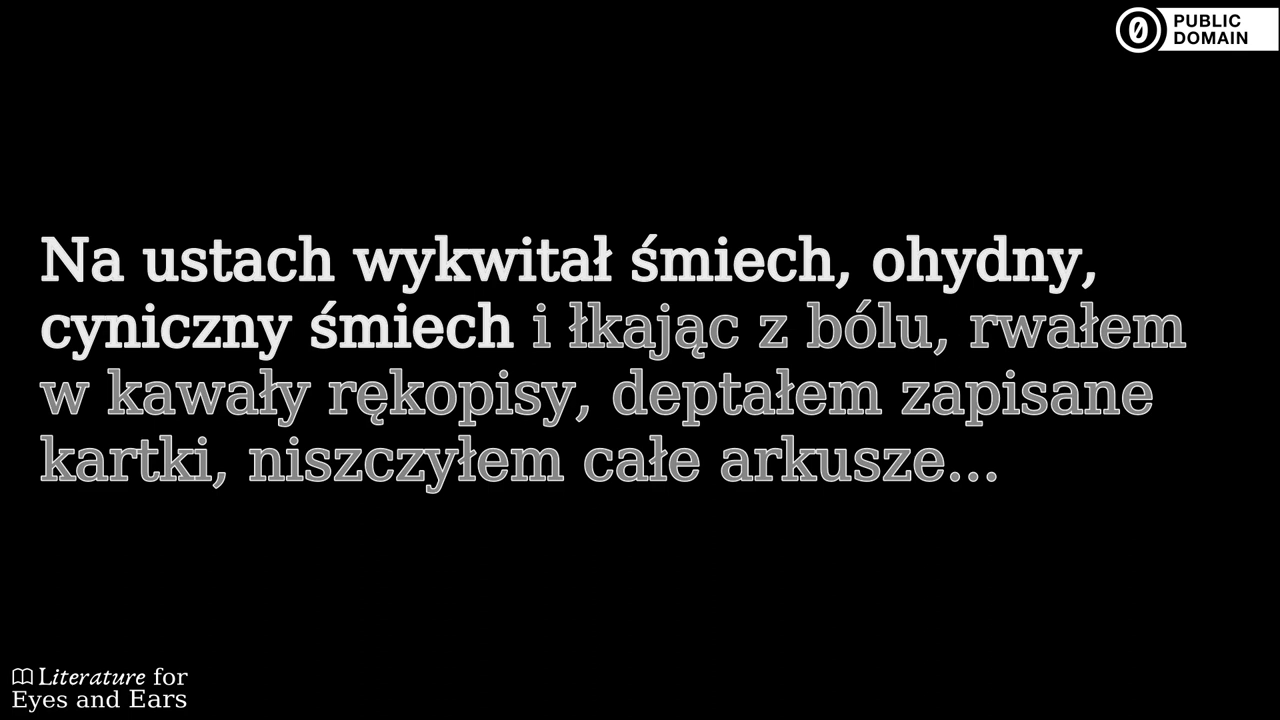 PUBLIC
DOMAIN
Na ustach wykwitał śmiech, ohydny,
cyniczny śmiech i łkając z bólu, rwałem
w kawały rękopisy, deptałem zapisane
kartki, niszczyłem całe arkusze...
Literature for
Eyes and Ears